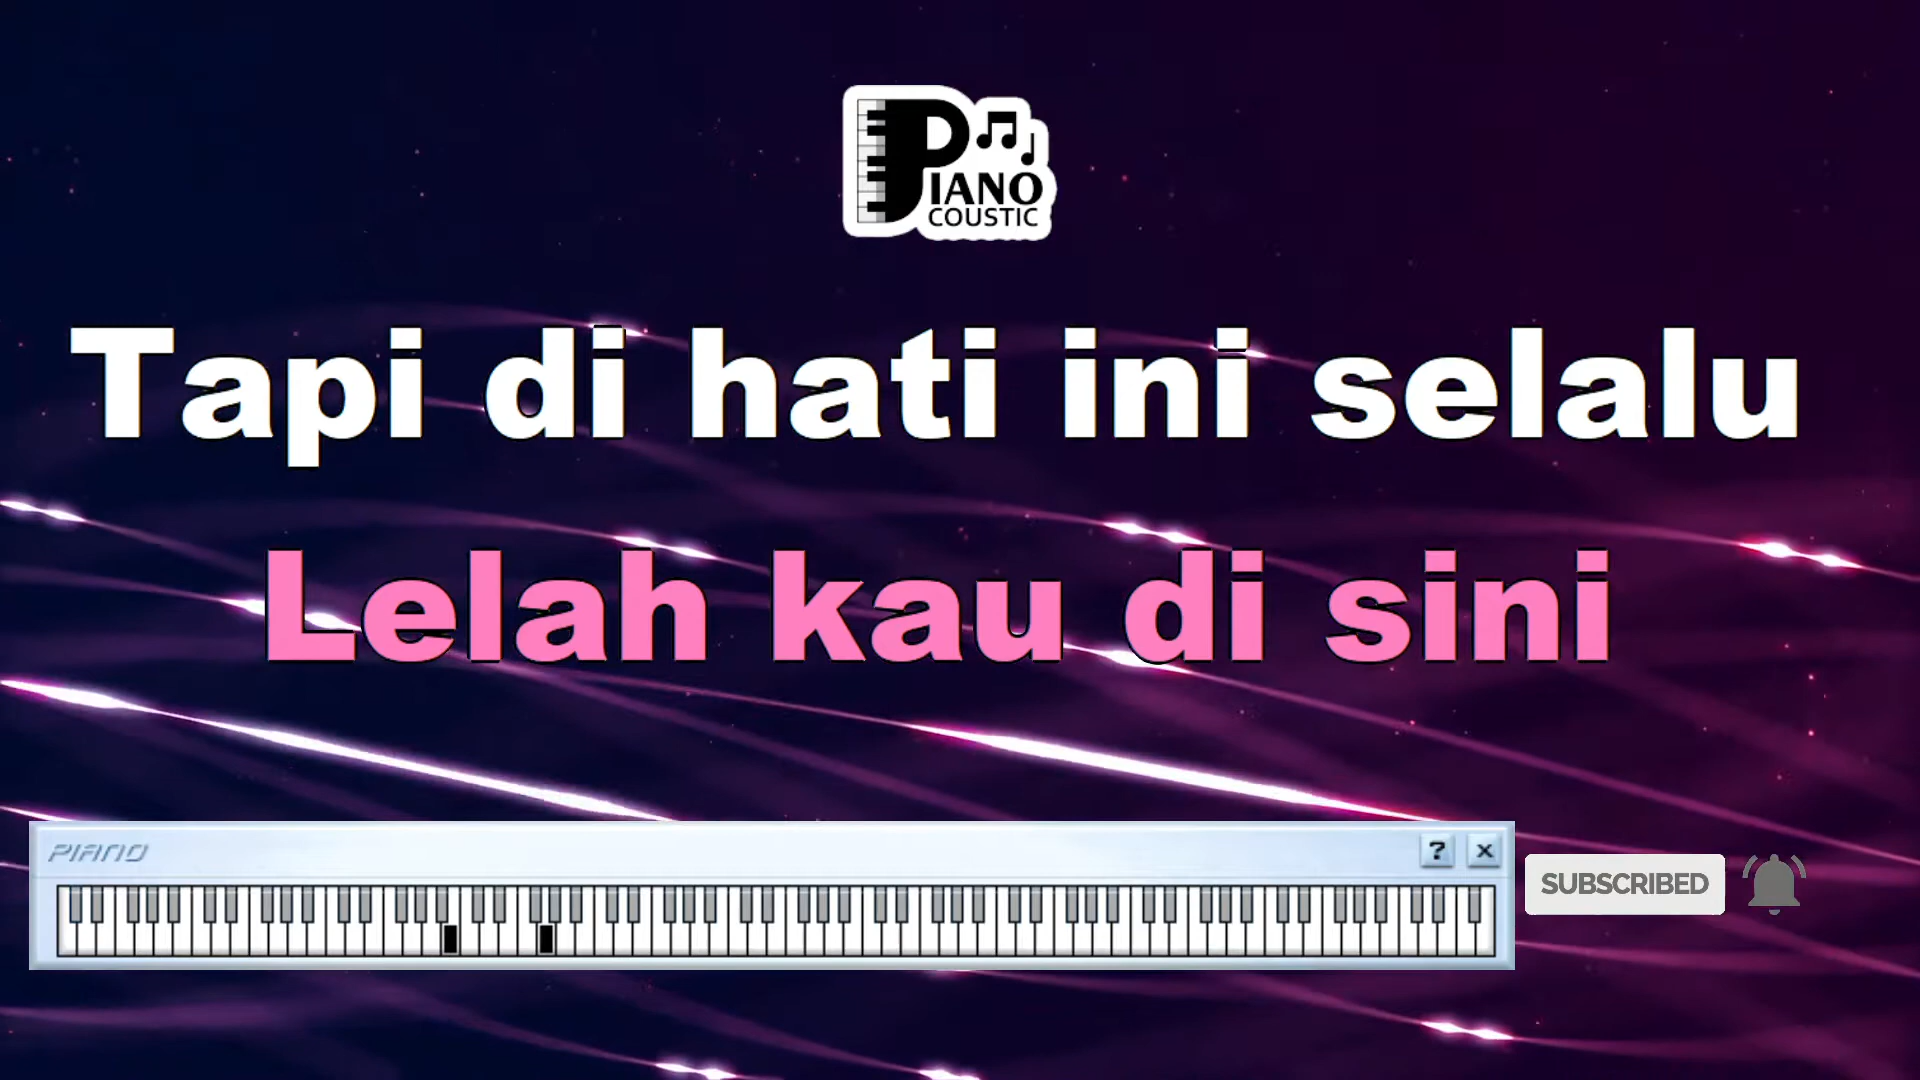 PIANO
COUSTIC
Tapi di hati ini selalu
Lelah kau di sini
PIANO
? x
SUBSCRIBED